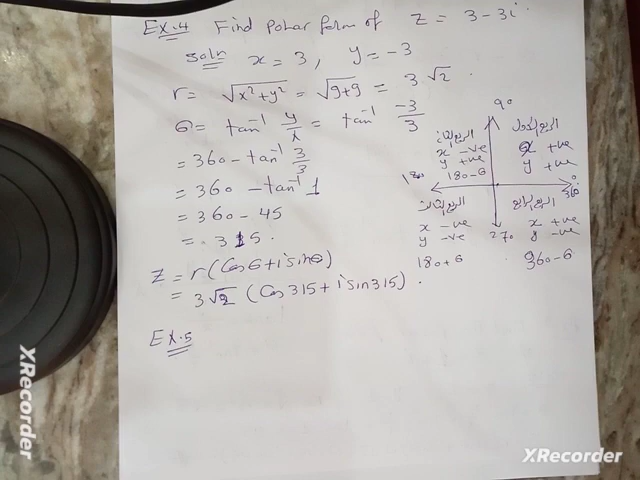 Ex.4 Find Polar form of z = 3 - 3i.
Soln x = 3, y = -3
r = √x²+y² = √9+9 = 3√2.
θ = tan⁻¹ y/x = tan⁻¹ -3/3
= 360 - tan⁻¹ 3/3
= 360 - tan⁻¹ 1
= 360 - 45
= 315.
z = r(Cosθ + i sinθ)
= 3√2 (Cos 315 + i sin 315).
Ex.5
90
الربع الثاني
x -ve
y +ve
180-θ
الربع الاول
x +ve
y +ve
180
0
360
الربع الثالث
x -ve
y -ve
180+θ
270
الربع الرابع
x +ve
y -ve
360-θ
XRecorder
XRecorder